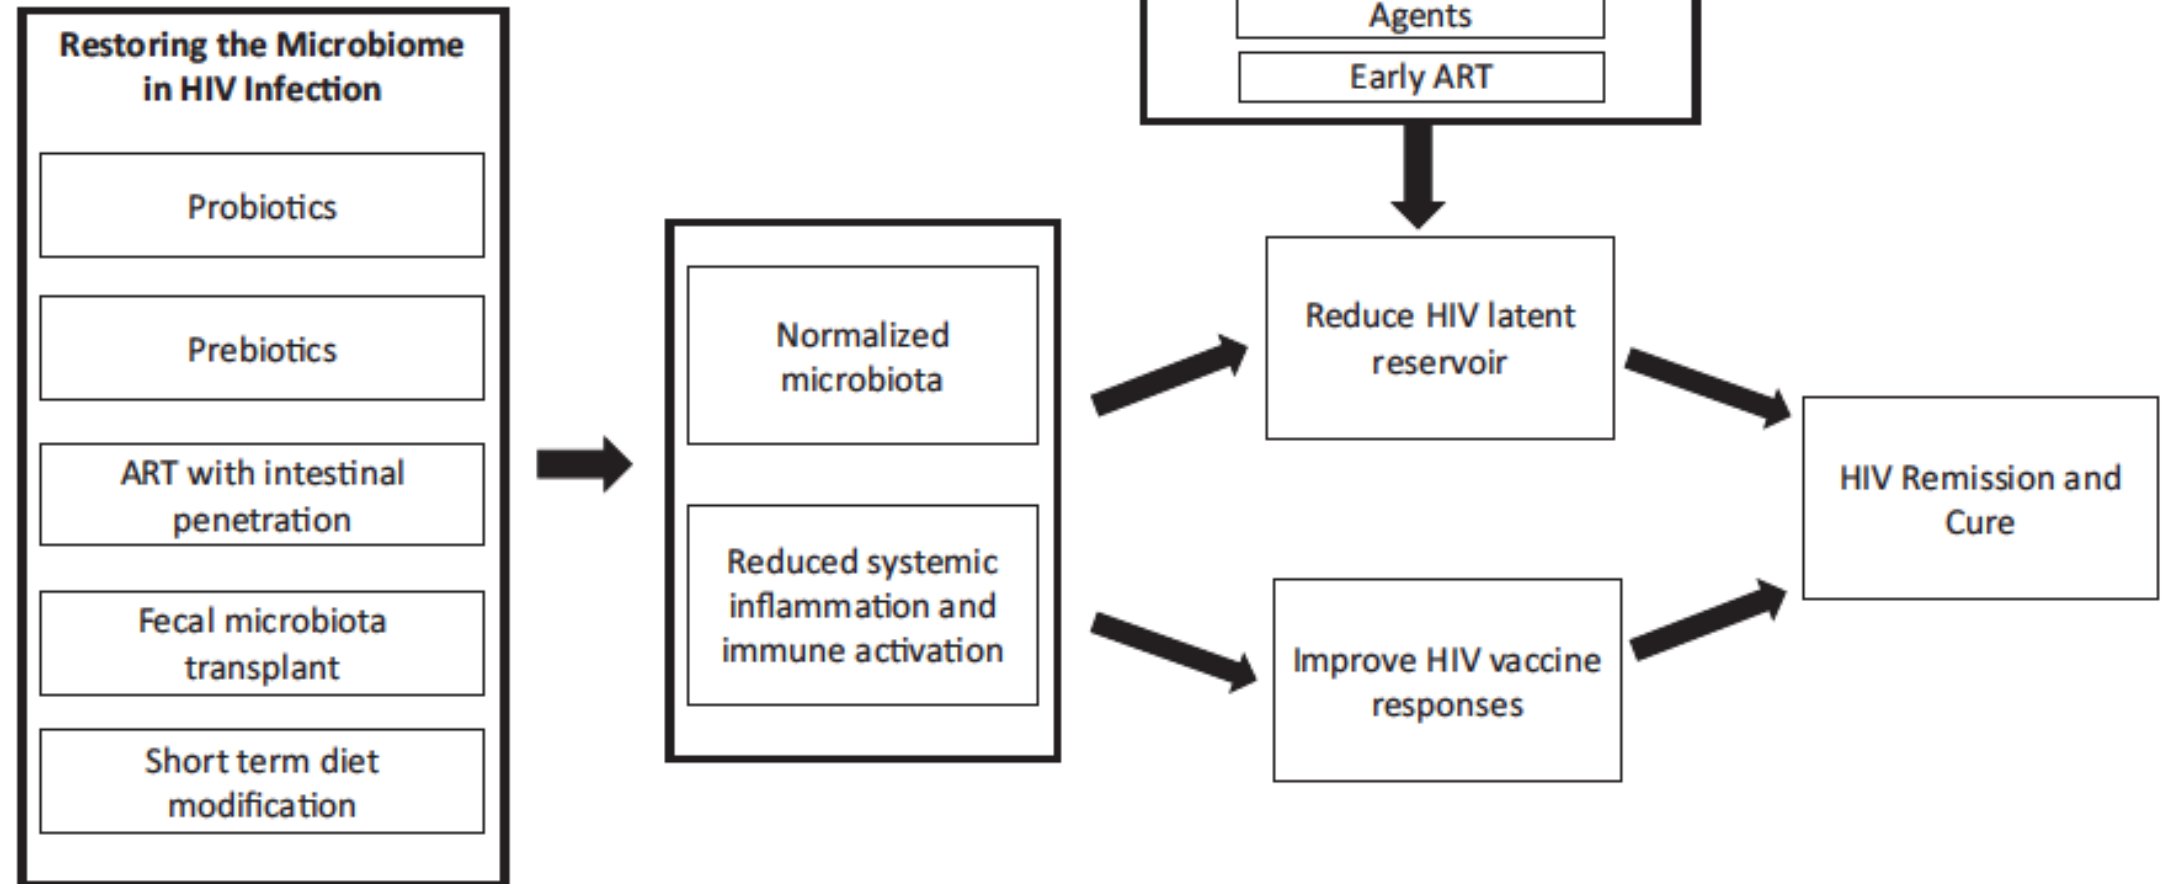 Restoring the Microbiome
in HIV Infection
Probiotics
Prebiotics
ART with intestinal
penetration
Fecal microbiota
transplant
Short term diet
modification
Normalized
microbiota
Reduced systemic
inflammation and
immune activation
Agents
Early ART
Reduce HIV latent
reservoir
Improve HIV vaccine
responses
HIV Remission and
Cure